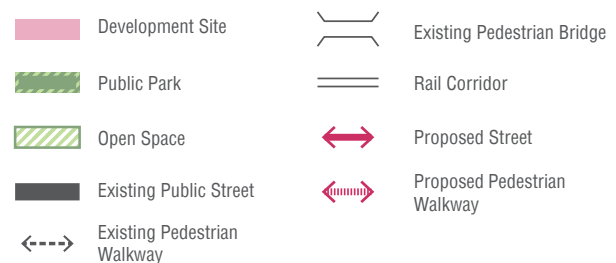 Development Site
Public Park
Open Space
Existing Public Street
Existing Pedestrian
Walkway
Existing Pedestrian Bridge
Rail Corridor
Proposed Street
Proposed Pedestrian
Walkway